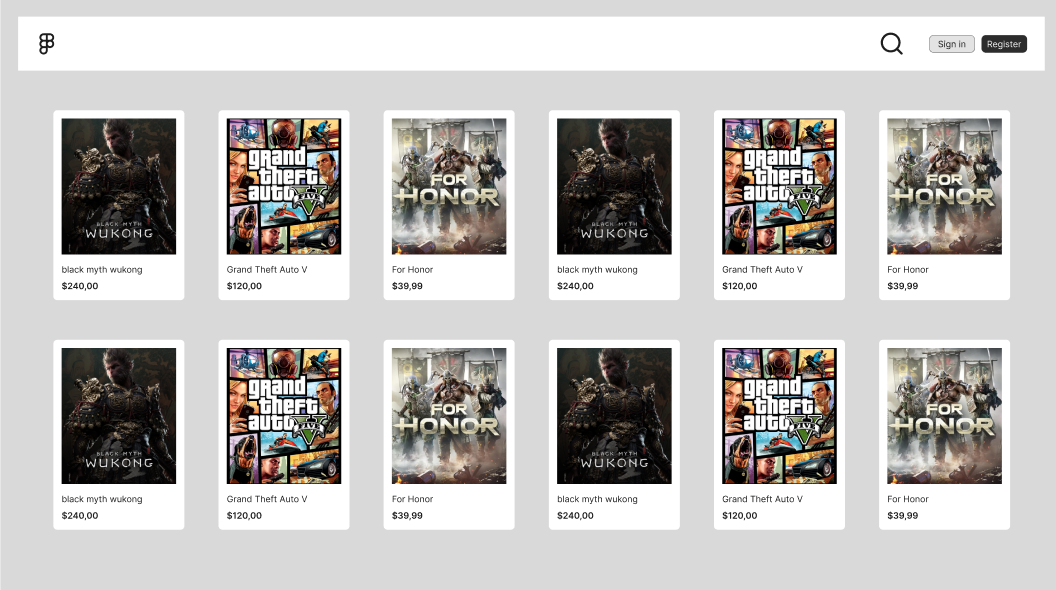 Sign in
Register
BLACK MYTH
WUKONG
black myth wukong
$240,00
grand
theft
auto
V
FIVE
Grand Theft Auto V
$120,00
FOR
HONOR
For Honor
$39,99
BLACK MYTH
WUKONG
black myth wukong
$240,00
grand
theft
auto
V
FIVE
Grand Theft Auto V
$120,00
FOR
HONOR
For Honor
$39,99
BLACK MYTH
WUKONG
black myth wukong
$240,00
grand
theft
auto
V
FIVE
Grand Theft Auto V
$120,00
FOR
HONOR
For Honor
$39,99
BLACK MYTH
WUKONG
black myth wukong
$240,00
grand
theft
auto
V
FIVE
Grand Theft Auto V
$120,00
FOR
HONOR
For Honor
$39,99